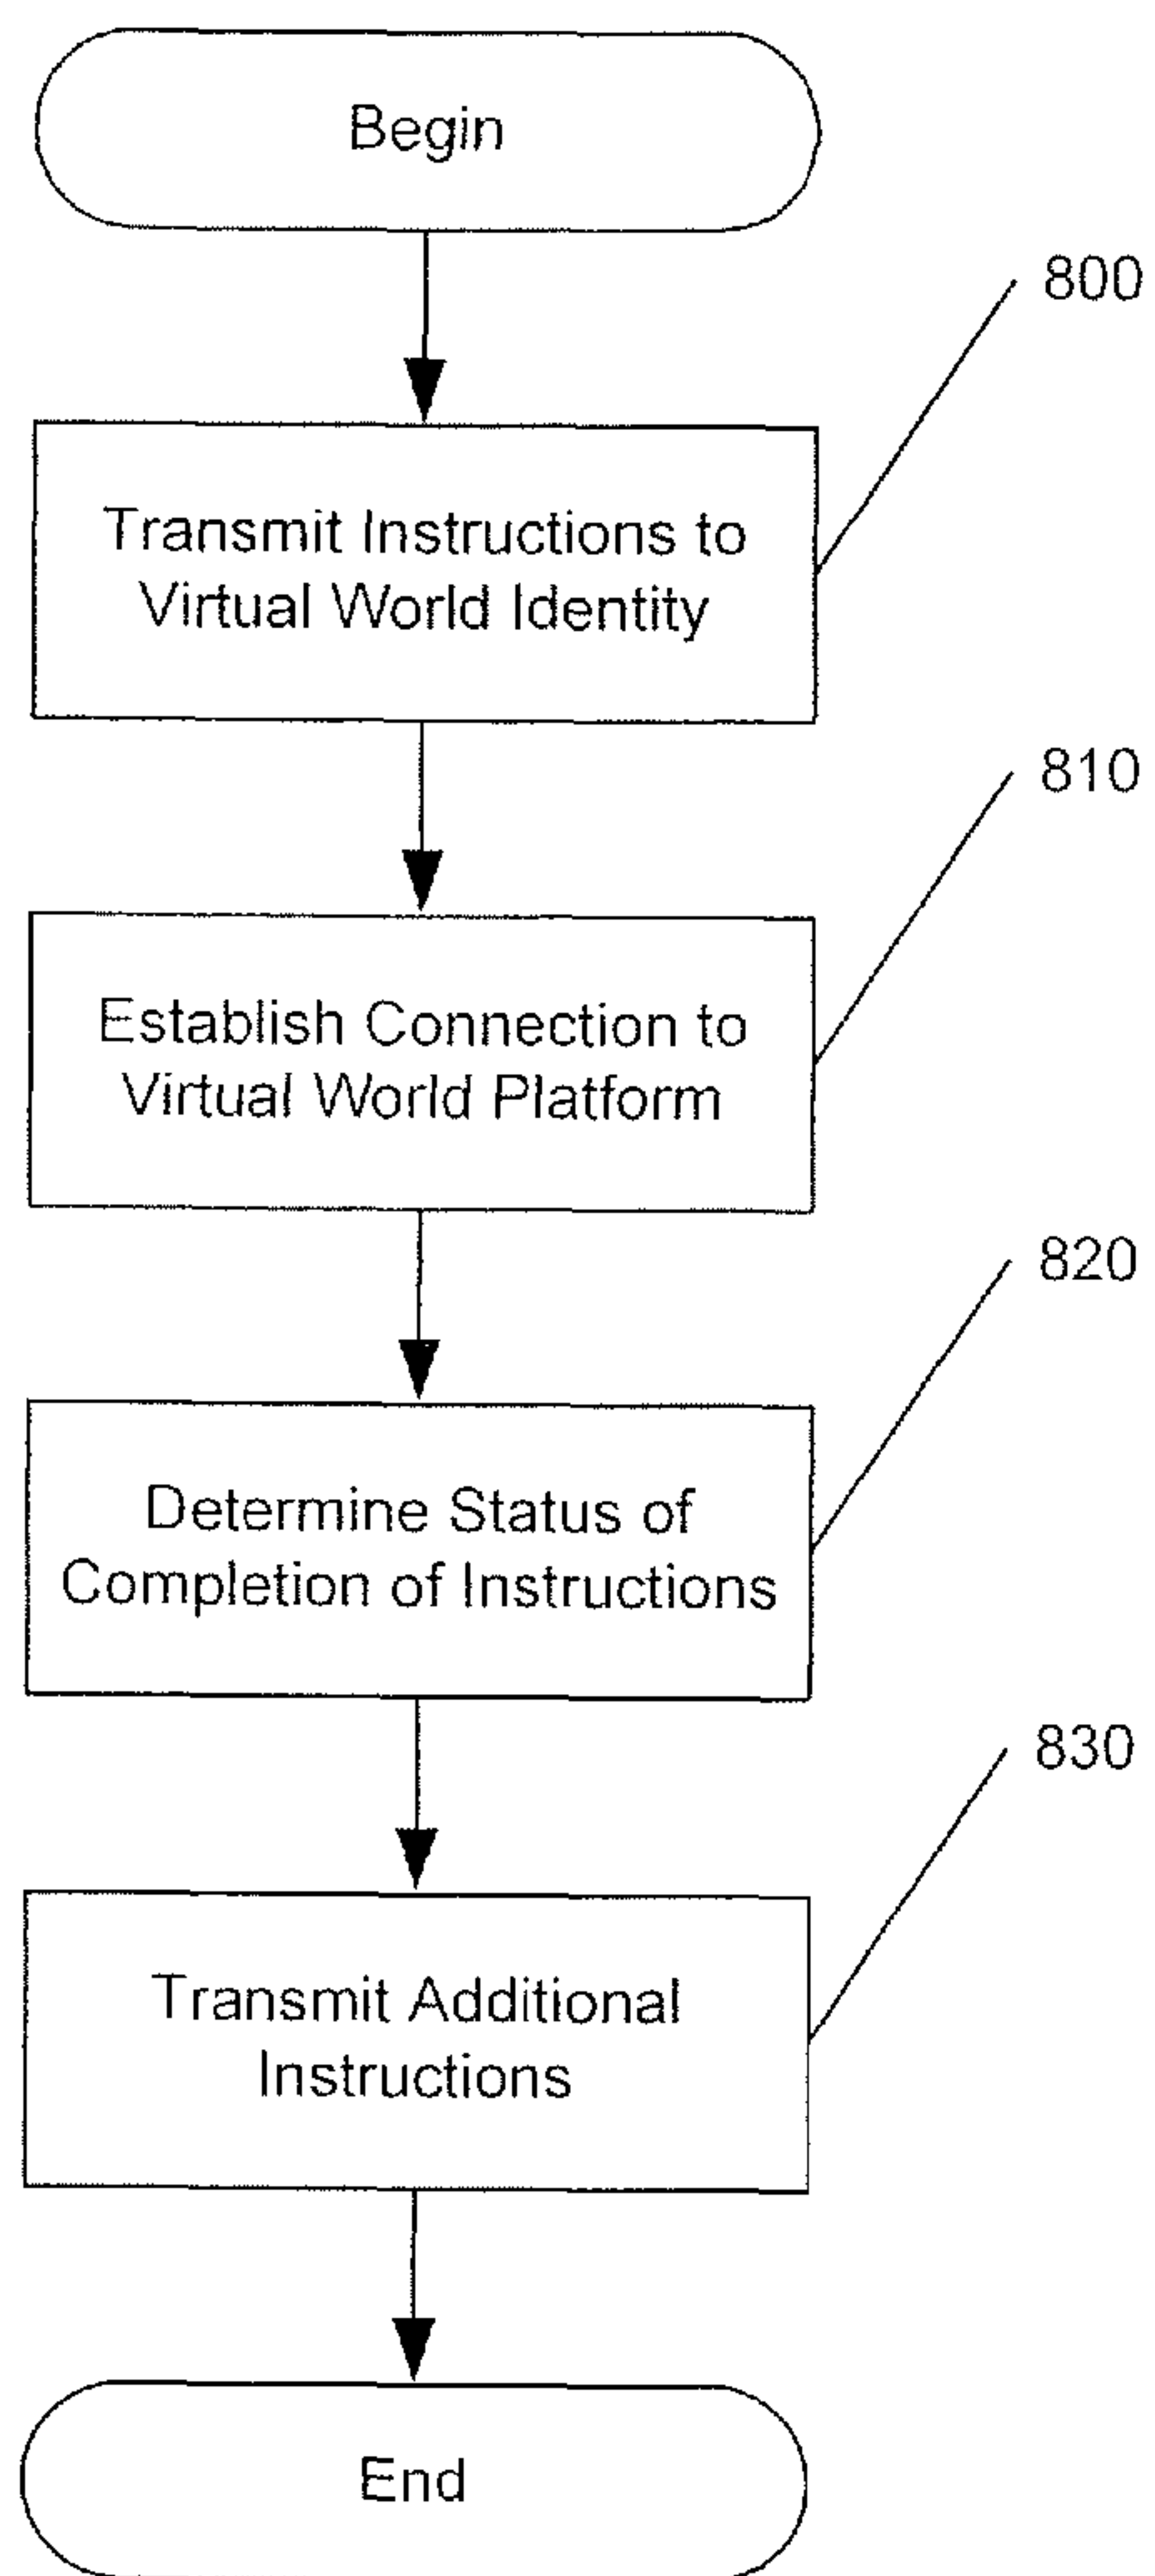 Begin
800
Transmit Instructions to
Virtual World Identity
810
Establish Connection to
Virtual World Platform
820
Determine Status of
Completion of Instructions
830
Transmit Additional
Instructions
End